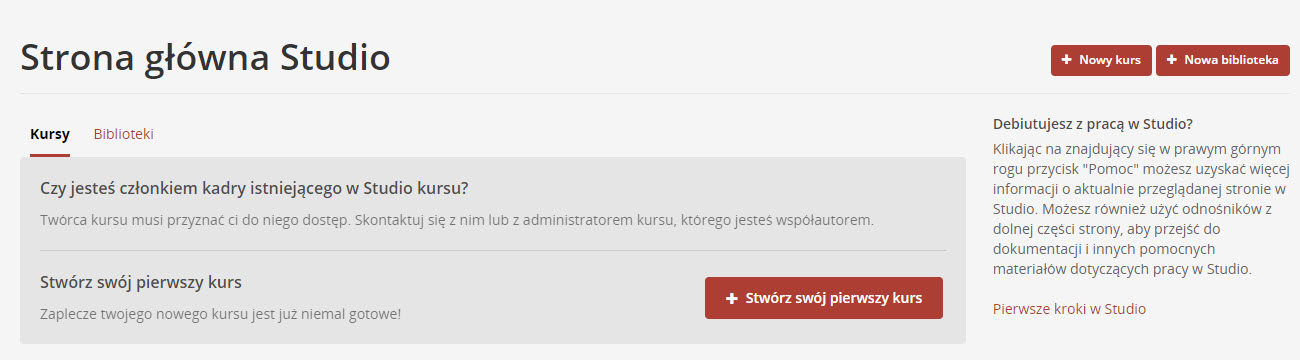 Strona główna Studio
+ Nowy kurs
+ Nowa biblioteka
Kursy
Biblioteki
Czy jesteś członkiem kadry istniejącego w Studio kursu?
Twórca kursu musi przyznać ci do niego dostęp. Skontaktuj się z nim lub z administratorem kursu, którego jesteś współautorem.
Stwórz swój pierwszy kurs
Zaplecze twojego nowego kursu jest już niemal gotowe!
+ Stwórz swój pierwszy kurs
Debiutujesz z pracą w Studio?
Klikając na znajdujący się w prawym górnym
rogu przycisk "Pomoc" możesz uzyskać więcej
informacji o aktualnie przeglądanej stronie w
Studio. Możesz również użyć odnośników z
dolnej części strony, aby przejść do
dokumentacji i innych pomocnych
materiałów dotyczących pracy w Studio.
Pierwsze kroki w Studio